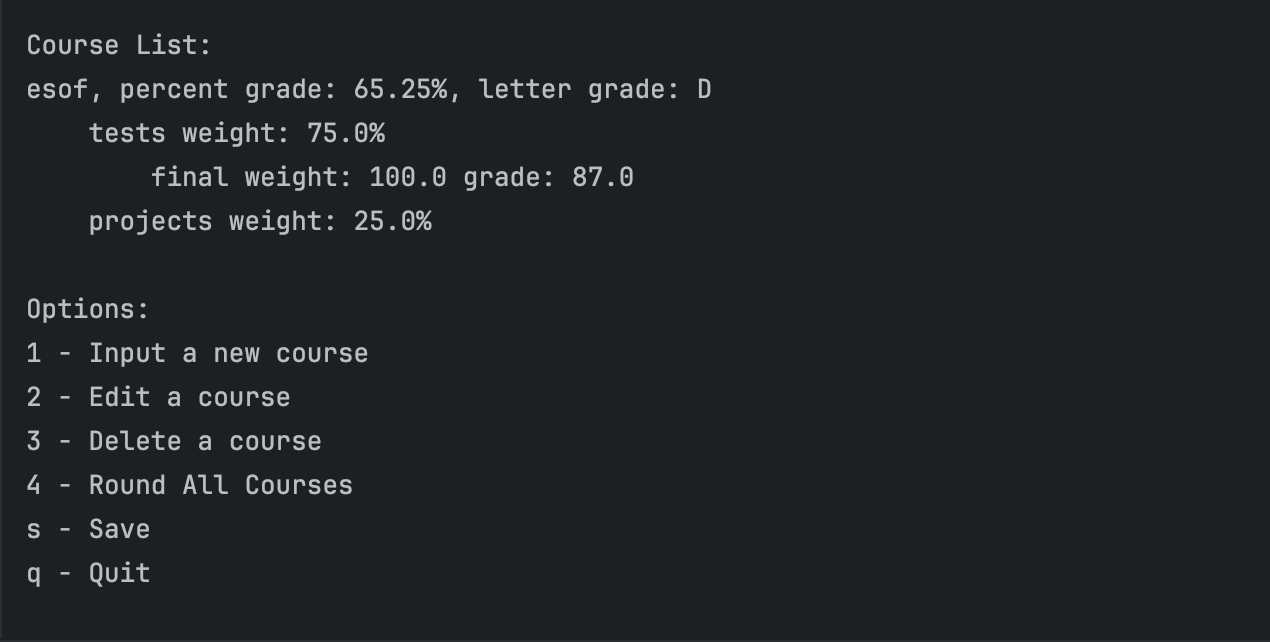 Course List:
esof, percent grade: 65.25%, letter grade: D
    tests weight: 75.0%
        final weight: 100.0 grade: 87.0
    projects weight: 25.0%

Options:
1 - Input a new course
2 - Edit a course
3 - Delete a course
4 - Round All Courses
s - Save
q - Quit